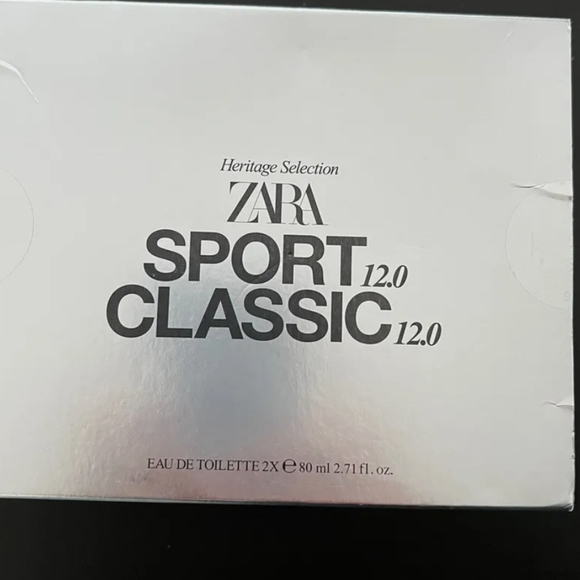 Heritage Selection
ZARA
SPORT 12.0
CLASSIC 12.0
EAU DE TOILETTE 2X ℮ 80 ml 2.71 fl. oz.